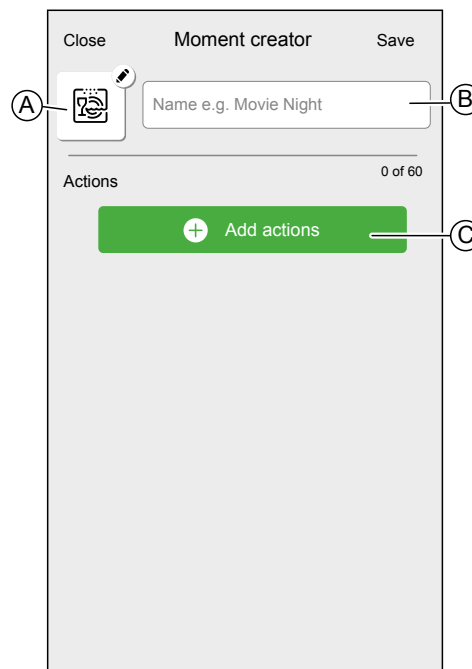 Close Moment creator Save
A
Name e.g. Movie Night
B
0 of 60
Actions
Add actions
C